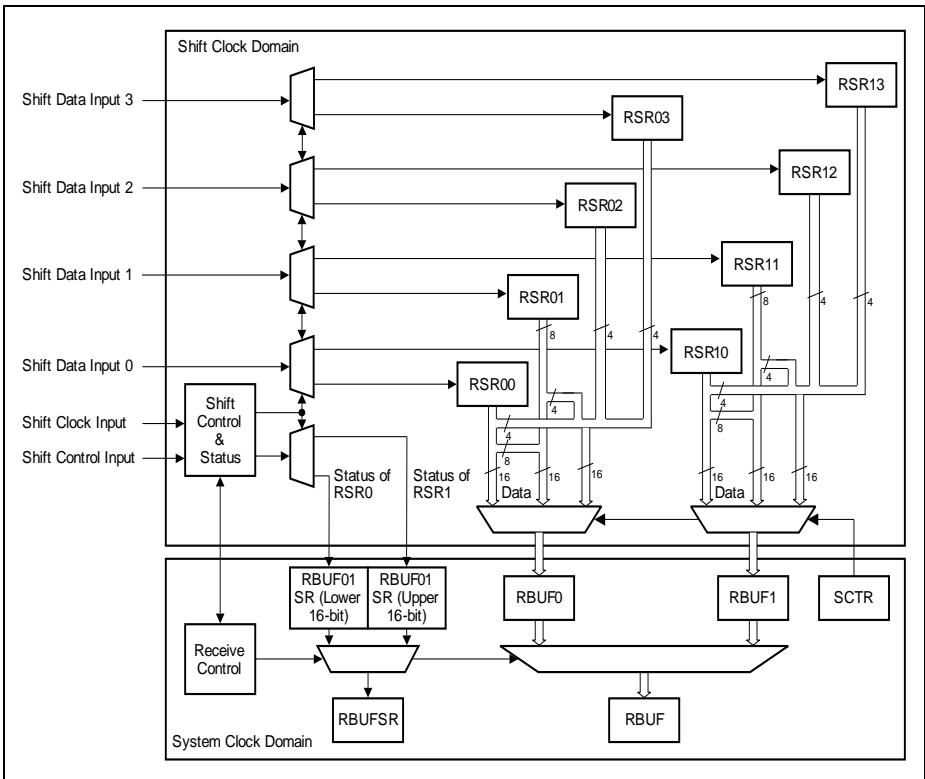 Shift Clock Domain
Shift Data Input 3
RSR13
RSR03
Shift Data Input 2
RSR12
RSR02
Shift Data Input 1
RSR11
RSR01
8
4
4
8
4
4
Shift Data Input 0
RSR10
RSR00
4
4
Shift
Control
&
Status
Shift Clock Input
Shift Control Input
4
8
4
8
Status of
RSR0
Status of
RSR1
16
16
16
16
16
16
Data
Data
RBUF01
SR (Lower
16-bit)
RBUF01
SR (Upper
16-bit)
RBUF0
RBUF1
SCTR
Receive
Control
RBUFSR
RBUF
System Clock Domain